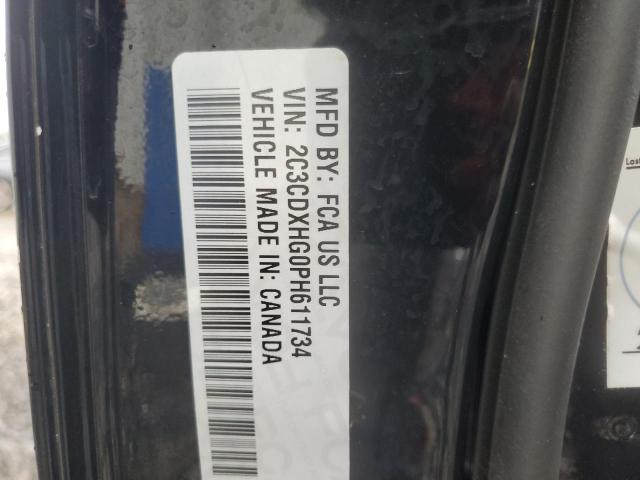 MFD BY: FCA US LLC
VIN: 2C3CDXHG0PH611734
VEHICLE MADE IN: CANADA